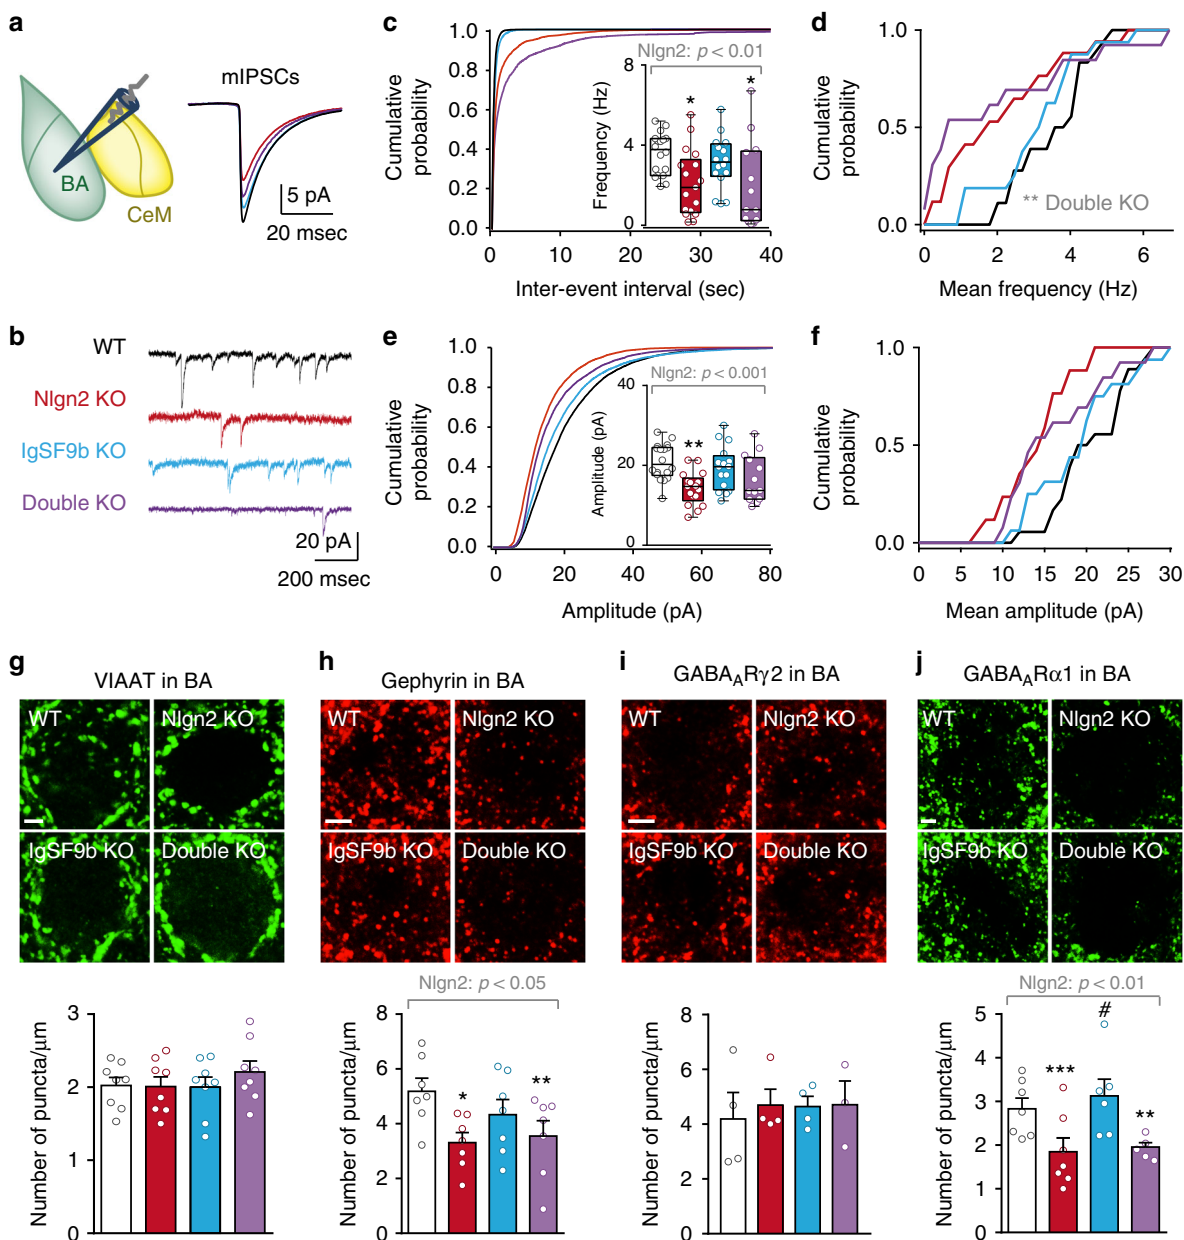 a
BA
CeM
mIPSCs
5 pA
20 msec
b
WT
Nlgn2 KO
IgSF9b KO
Double KO
20 pA
200 msec
c
Cumulative
probability
1.0
0.8
0.6
0.4
0.2
0.0
0
10
20
30
40
Inter-event interval (sec)
Nlgn2: p < 0.01
Frequency (Hz)
8
4
0
*
*
d
Cumulative
probability
1.0
0.5
0.0
0
2
4
6
Mean frequency (Hz)
** Double KO
e
Cumulative
probability
1.0
0.8
0.6
0.4
0.2
0.0
0
20
40
60
80
Amplitude (pA)
Nlgn2: p < 0.001
Amplitude (pA)
40
20
0
**
f
Cumulative
probability
1.0
0.5
0.0
0
5
10
15
20
25
30
Mean amplitude (pA)
g
VIAAT in BA
WT
Nlgn2 KO
IgSF9b KO
Double KO
Number of puncta/μm
3
2
1
0
h
Gephyrin in BA
WT
Nlgn2 KO
IgSF9b KO
Double KO
Nlgn2: p < 0.05
Number of puncta/μm
8
6
4
2
0
*
**
i
GABAARγ2 in BA
WT
Nlgn2 KO
IgSF9b KO
Double KO
Number of puncta/μm
8
6
4
2
0
j
GABAARα1 in BA
WT
Nlgn2 KO
IgSF9b KO
Double KO
Nlgn2: p < 0.01
Number of puncta/μm
5
4
3
2
1
0
***
#
**